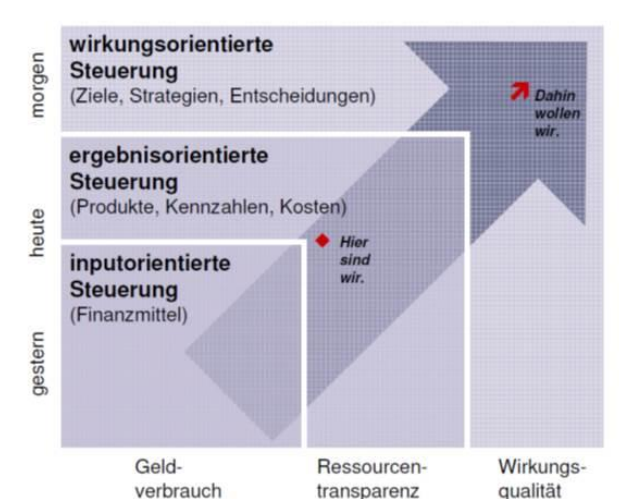 wirkungsorientierte
Steuerung
(Ziele, Strategien, Entscheidungen)
Dahin
wollen
wir.
morgen
ergebnisorientierte
Steuerung
(Produkte, Kennzahlen, Kosten)
Hier
sind
wir.
heute
inputorientierte
Steuerung
(Finanzmittel)
gestern
Geld-
verbrauch
Ressourcen-
transparenz
Wirkungs-
qualität